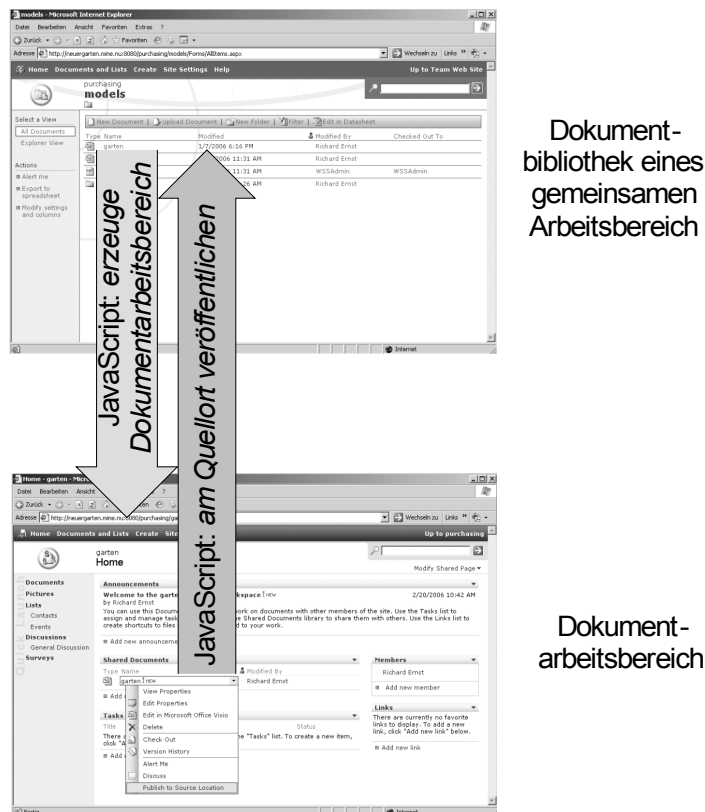 models - Microsoft Internet Explorer
Datei Bearbeiten Ansicht Favoriten Extras ?
Zurück Suchen Favoriten
Adresse http://neuergarten.mine.nu:8080/purchasing/models/Forms/AllItems.aspx Wechseln zu Links »
Home Documents and Lists Create Site Settings Help Up to Team Web Site
purchasing
models
Select a View
All Documents
Explorer View
Actions
Alert me
Export to spreadsheet
Modify settings and columns
New Document | Upload Document | New Folder | Filter | Edit in Datasheet
Type Name Modified Modified By Checked Out To
garten 1/7/2006 6:16 PM Richard Ernst
2006 11:31 AM Richard Ernst
11:31 AM WSSAdmin WSSAdmin
26 AM Richard Ernst
Internet
Dokument-
bibliothek eines
gemeinsamen
Arbeitsbereich
JavaScript: erzeuge
Dokumentarbeitsbereich
JavaScript: am Quellort veröffentlichen
Home - garten - Micro
Datei Bearbeiten Ansicht ?
Zurück
Adresse http://neuergarten.mine.nu:8080/purchasing/gar Wechseln zu Links »
Home Documents and Lists Create Site Up to purchasing
garten
Home
Modify Shared Page
Documents
Pictures
Lists
Contacts
Events
Discussions
General Discussion
Surveys
Announcements
Welcome to the garte kspace! NEW 2/20/2006 10:42 AM
by Richard Ernst
You can use this Docum ork on documents with other members of the site. Use the Tasks list to
assign and manage task e Shared Documents library to share them with others. Use the Links list to
create shortcuts to files d to your work.
Add new announceme
Shared Documents
Type Name Modified By
garten ! NEW Richard Ernst
Add
View Properties
Edit Properties
Edit in Microsoft Office Visio
Delete
Check Out
Version History
Alert Me
Discuss
Publish to Source Location
Tasks
Title Status
There a he "Tasks" list. To create a new item,
click "A
Add
Members
Richard Ernst
Add new member
Links
There are currently no favorite
links to display. To add a new
link, click "Add new link" below.
Add new link
Fertig Internet
Dokument-
arbeitsbereich